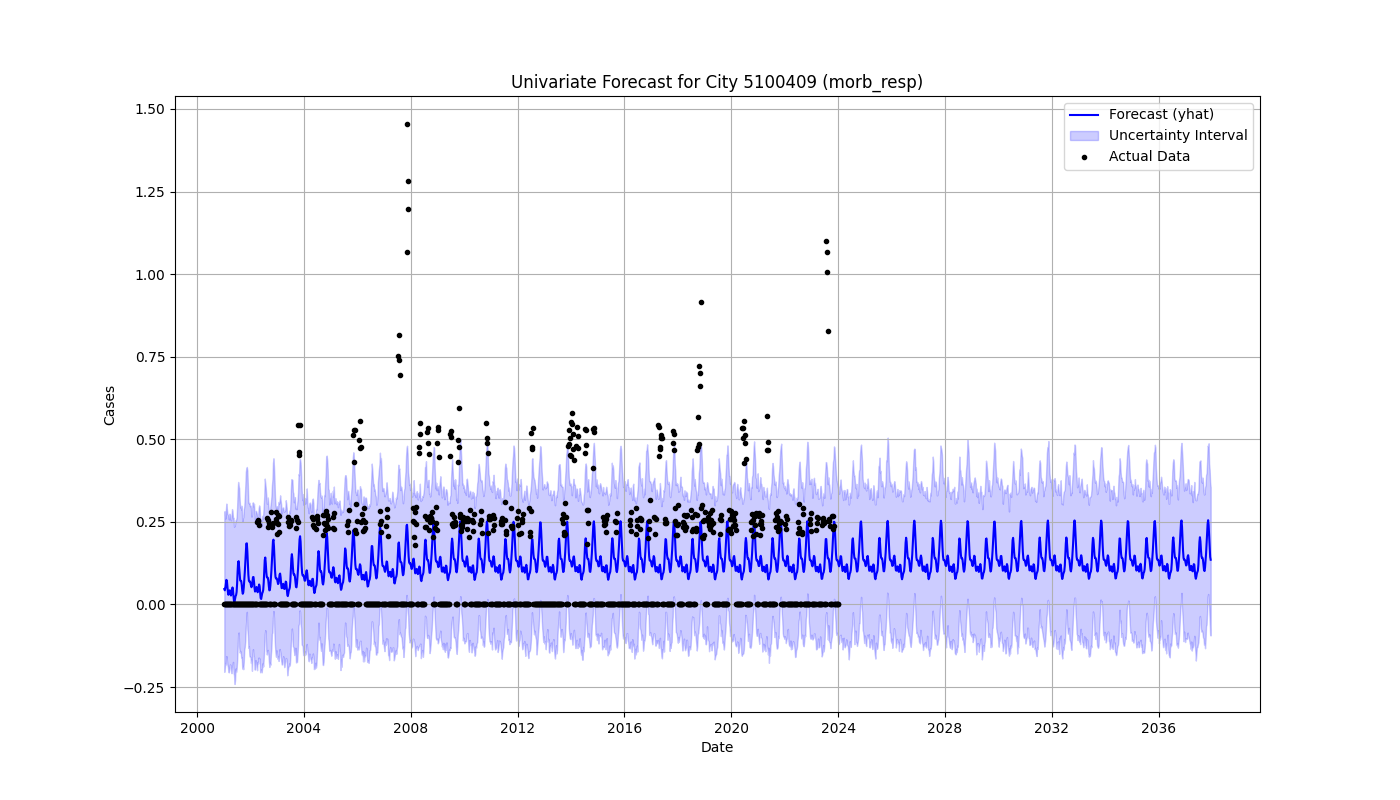 Univariate Forecast for City 5100409 (morb_resp)
Forecast (yhat)
Uncertainty Interval
Actual Data
Cases
1.50
1.25
1.00
0.75
0.50
0.25
0.00
−0.25
2000 2004 2008 2012 2016 2020 2024 2028 2032 2036
Date